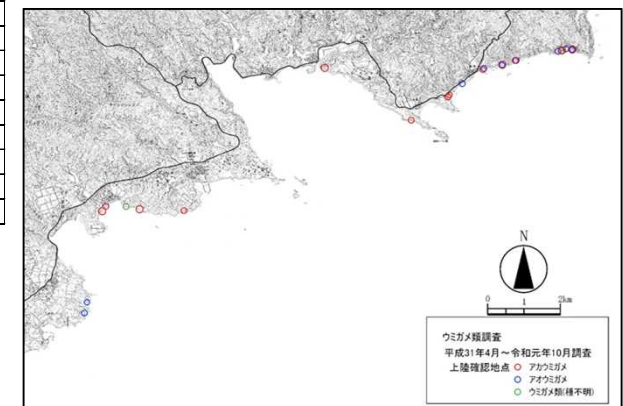 N
0 1 2km
ウミガメ類調査
平成31年4月～令和元年10月調査
上陸確認地点 アカウミガメ
アオウミガメ
ウミガメ類(種不明)